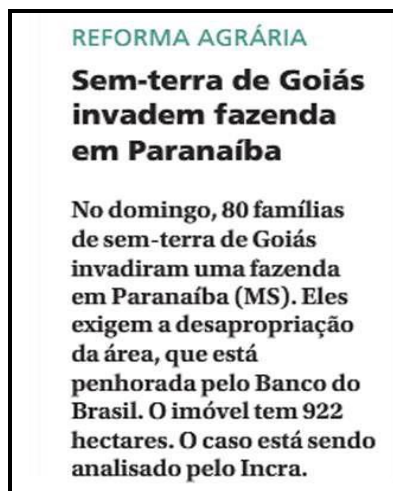 REFORMA AGRÁRIA
Sem-terra de Goiás
invadem fazenda
em Paranaíba
No domingo, 80 famílias
de sem-terra de Goiás
invadiram uma fazenda
em Paranaíba (MS). Eles
exigem a desapropriação
da área, que está
penhorada pelo Banco do
Brasil. O imóvel tem 922
hectares. O caso está sendo
analisado pelo Incra.